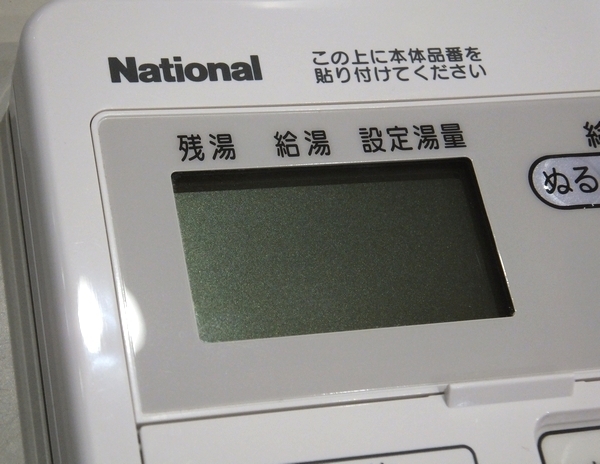 National
この上に本体品番を
貼り付けてください
残湯 給湯 設定湯量
ぬる